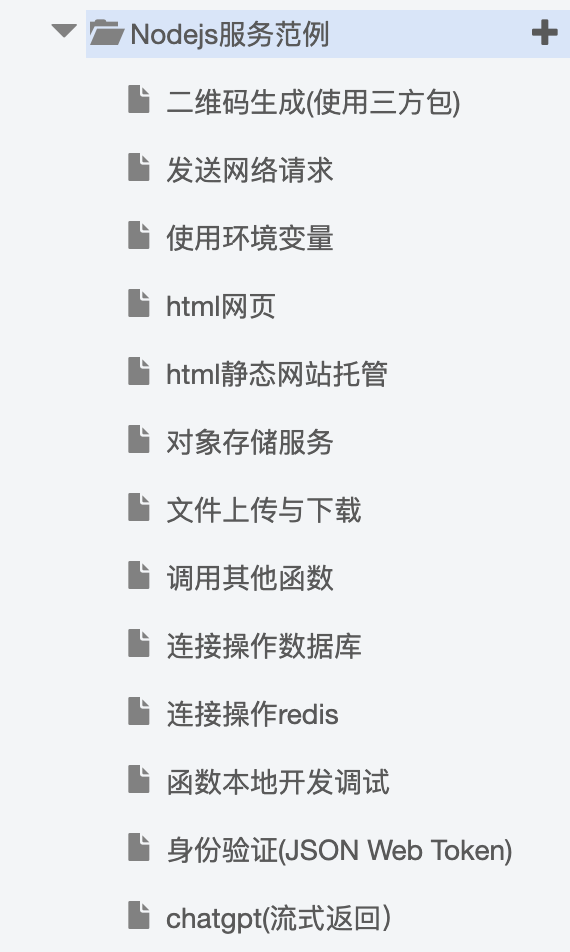 Nodejs服务范例
二维码生成(使用三方包)
发送网络请求
使用环境变量
html网页
html静态网站托管
对象存储服务
文件上传与下载
调用其他函数
连接操作数据库
连接操作redis
函数本地开发调试
身份验证(JSON Web Token)
chatgpt(流式返回）